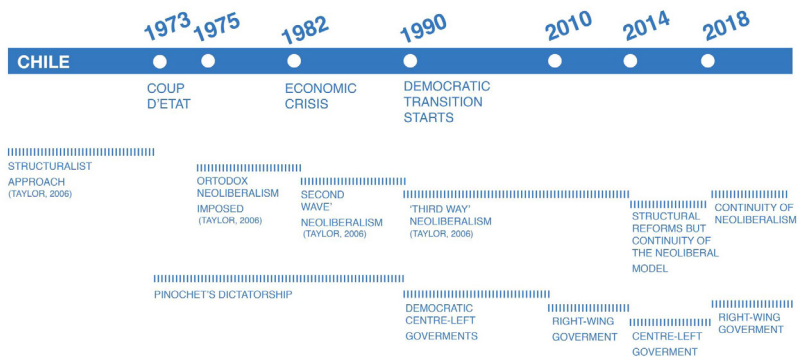 1973
1975
1982
1990
2010
2014
2018
CHILE
COUP
D'ETAT
ECONOMIC
CRISIS
DEMOCRATIC
TRANSITION
STARTS
STRUCTURALIST
APPROACH
(TAYLOR, 2006)
ORTODOX
NEOLIBERALISM
IMPOSED
(TAYLOR, 2006)
SECOND
WAVE'
NEOLIBERALISM
(TAYLOR, 2006)
'THIRD WAY'
NEOLIBERALISM
(TAYLOR, 2006)
STRUCTURAL
REFORMS BUT
CONTINUITY OF
THE NEOLIBERAL
MODEL
CONTINUITY OF
NEOLIBERALISM
PINOCHET'S DICTATORSHIP
DEMOCRATIC
CENTRE-LEFT
GOVERMENTS
RIGHT-WING
GOVERMENT
CENTRE-LEFT
GOVERMENT
RIGHT-WING
GOVERMENT